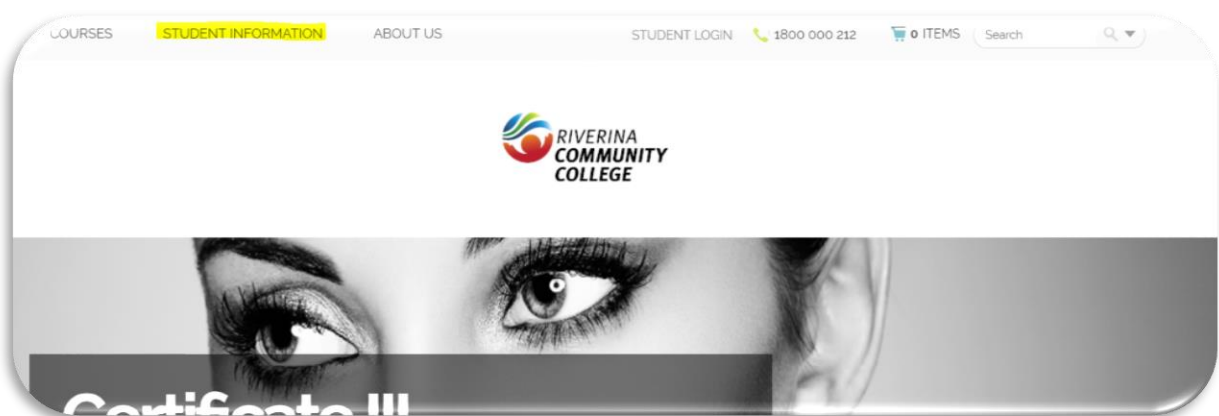 COURSES STUDENT INFORMATION ABOUT US STUDENT LOGIN 1800 000 212 0 ITEMS Search
RIVERINA
COMMUNITY
COLLEGE
Certificate III